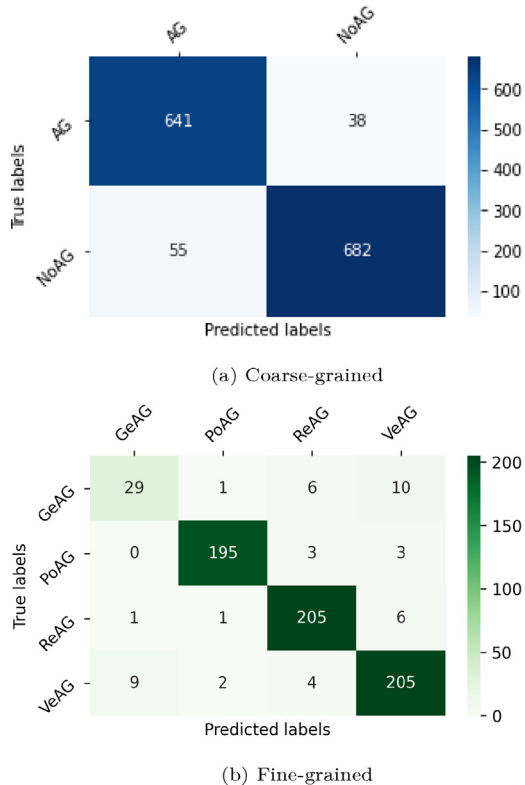 AG NoAG
AG 641 38
NoAG 55 682
True labels
Predicted labels
600
500
400
300
200
100
(a) Coarse-grained
GeAG PoAG ReAG VeAG
GeAG 29 1 6 10
PoAG 0 195 3 3
ReAG 1 1 205 6
VeAG 9 2 4 205
True labels
Predicted labels
200
150
100
50
0
(b) Fine-grained